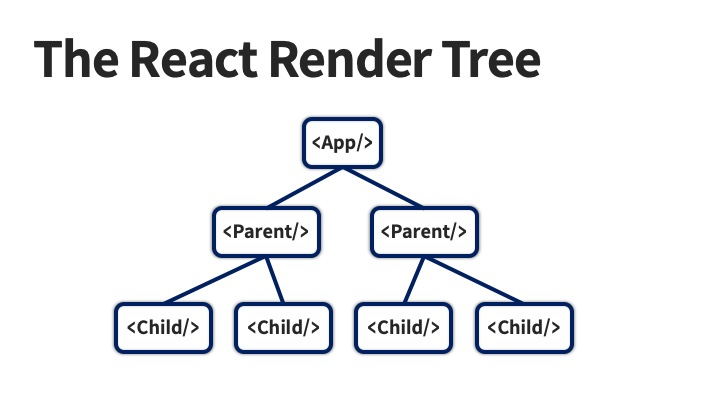 The React Render Tree
<App/>
<Parent/> <Parent/>
<Child/> <Child/> <Child/> <Child/>